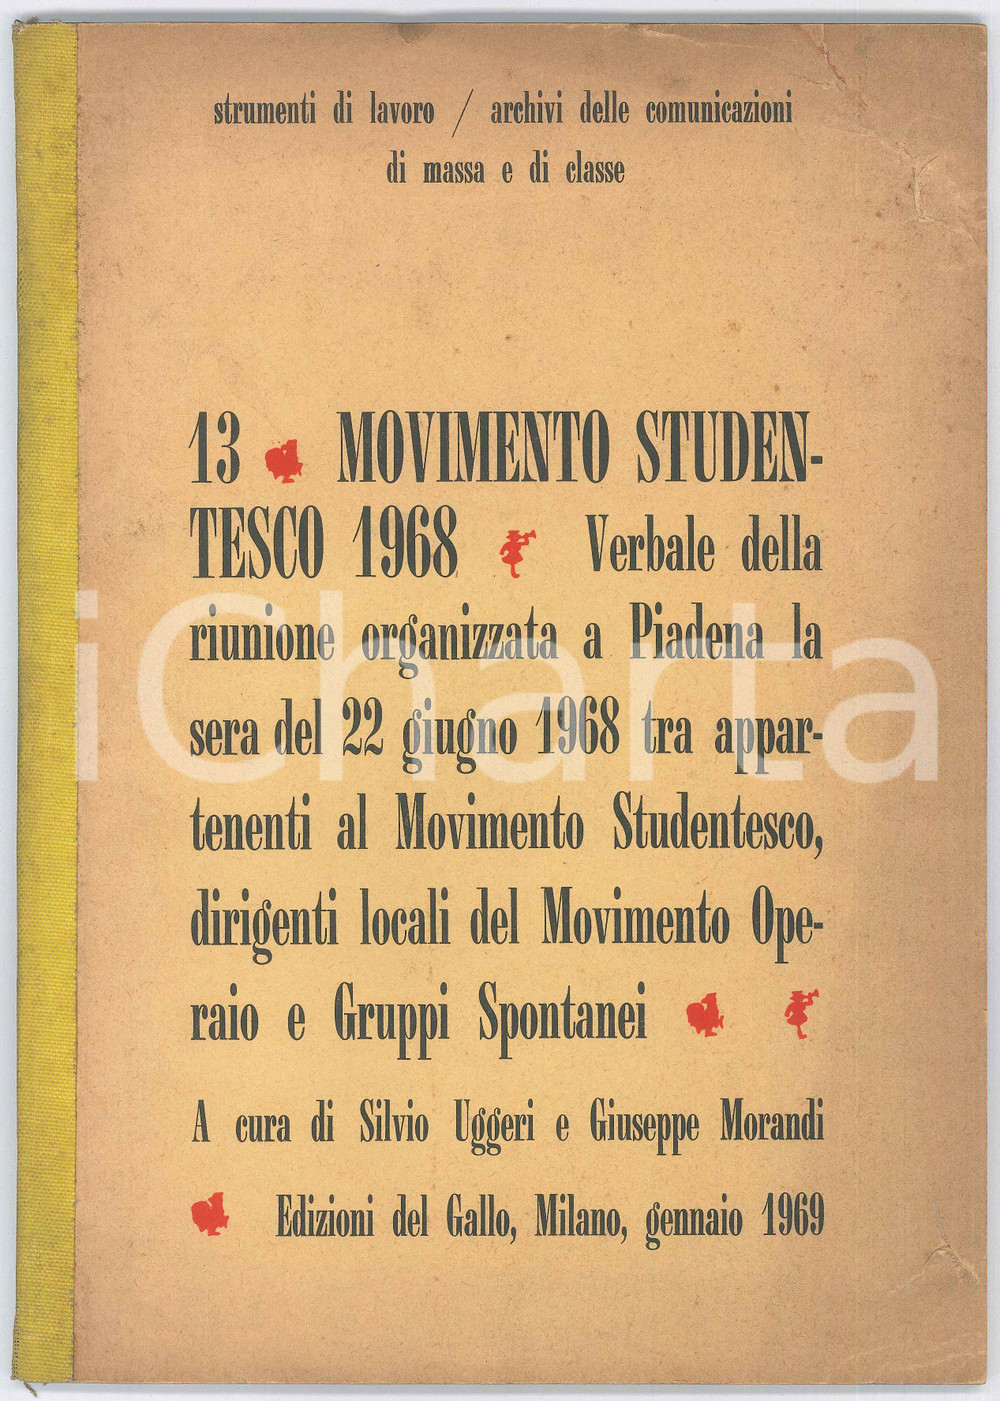 strumenti di lavoro / archivi delle comunicazioni
di massa e di classe
13 MOVIMENTO STUDEN-
TESCO 1968 Verbale della
riunione organizzata a Piadena la
sera del 22 giugno 1968 tra appar-
tenenti al Movimento Studentesco,
dirigenti locali del Movimento Ope-
raio e Gruppi Spontanei
A cura di Silvio Uggeri e Giuseppe Morandi
Edizioni del Gallo, Milano, gennaio 1969
iCharta